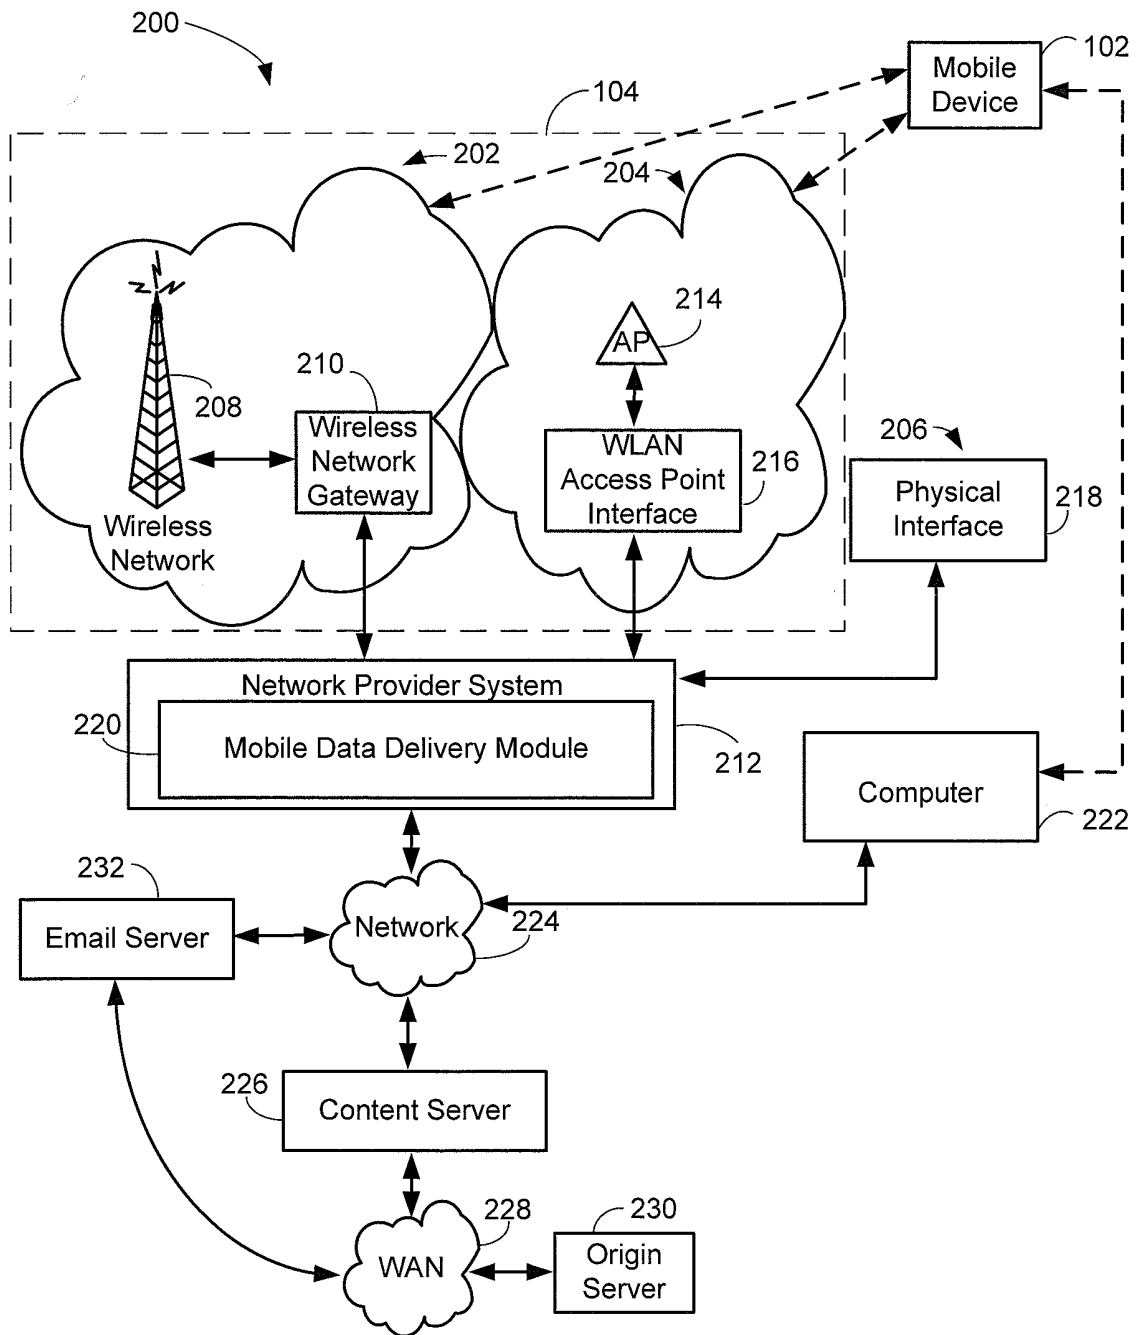 200
102
Mobile
Device
104
202
204
AP
214
208
210
Wireless
Network
Gateway
Wireless
Network
WLAN
Access Point
Interface
216
206
Physical
Interface
218
Network Provider System
220
Mobile Data Delivery Module
212
Computer
222
232
Email Server
Network
224
226
Content Server
228
WAN
230
Origin
Server